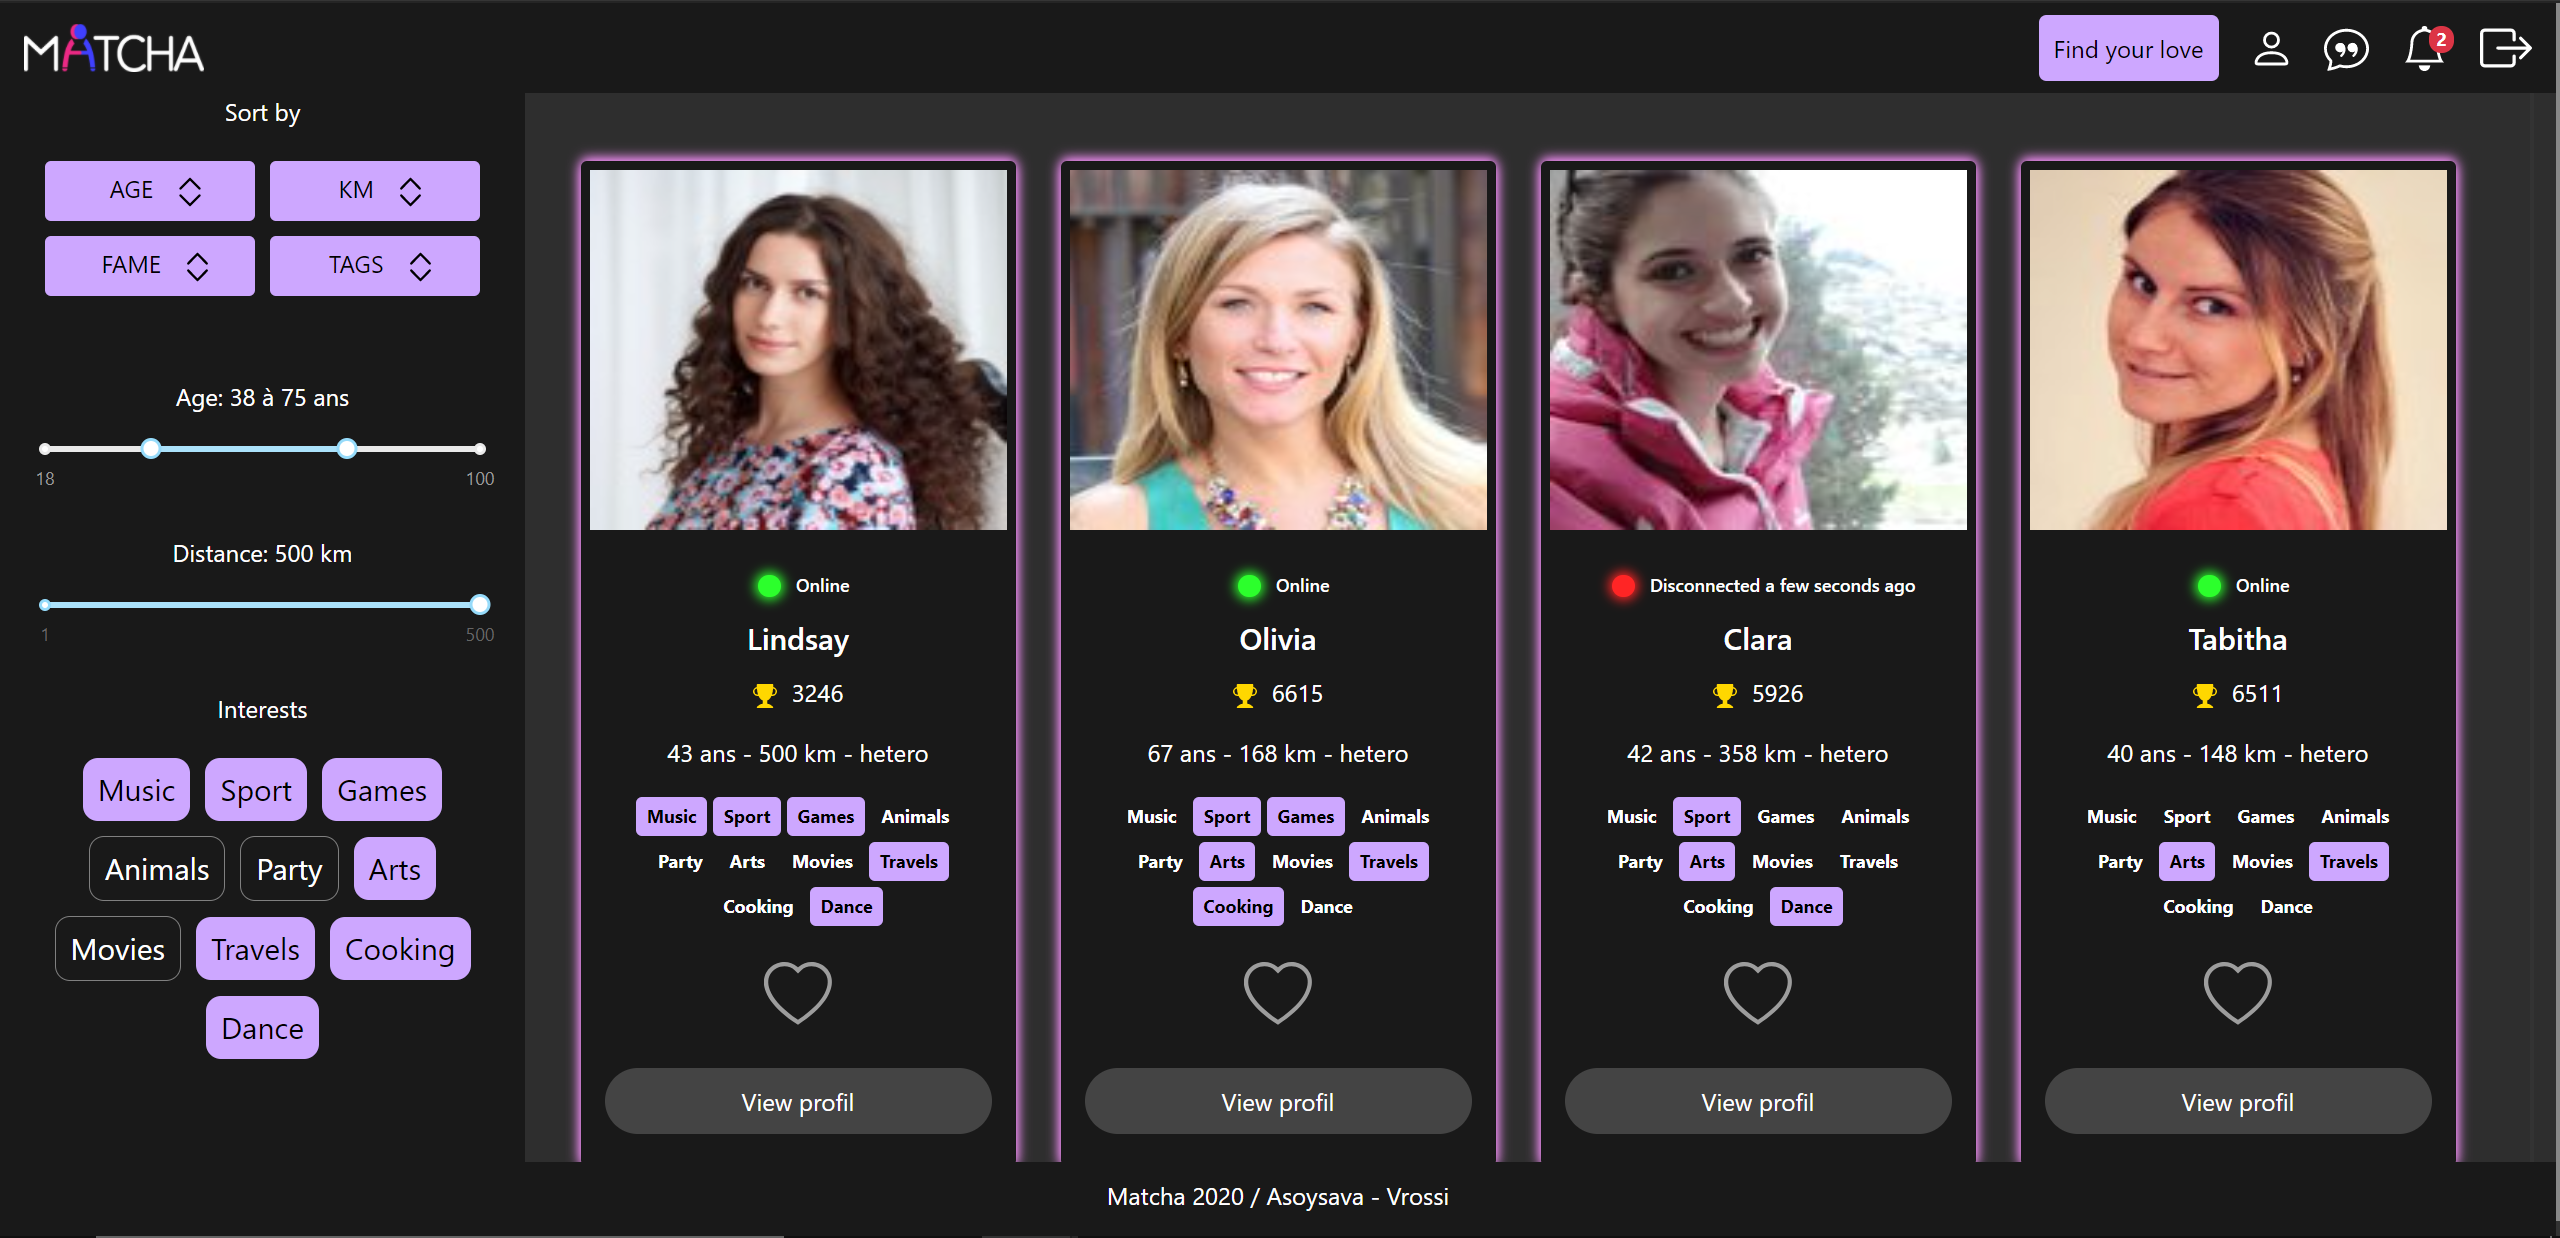 MATCHA
Find your love
2
Sort by
AGE
KM
FAME
TAGS
Age: 38 à 75 ans
18
100
Distance: 500 km
1
500
Interests
Music
Sport
Games
Animals
Party
Arts
Movies
Travels
Cooking
Dance
Online
Lindsay
3246
43 ans - 500 km - hetero
Music Sport Games Animals
Party Arts Movies Travels
Cooking Dance
View profil
Online
Olivia
6615
67 ans - 168 km - hetero
Music Sport Games Animals
Party Arts Movies Travels
Cooking Dance
View profil
Disconnected a few seconds ago
Clara
5926
42 ans - 358 km - hetero
Music Sport Games Animals
Party Arts Movies Travels
Cooking Dance
View profil
Online
Tabitha
6511
40 ans - 148 km - hetero
Music Sport Games Animals
Party Arts Movies Travels
Cooking Dance
View profil
Matcha 2020 / Asoysava - Vrossi